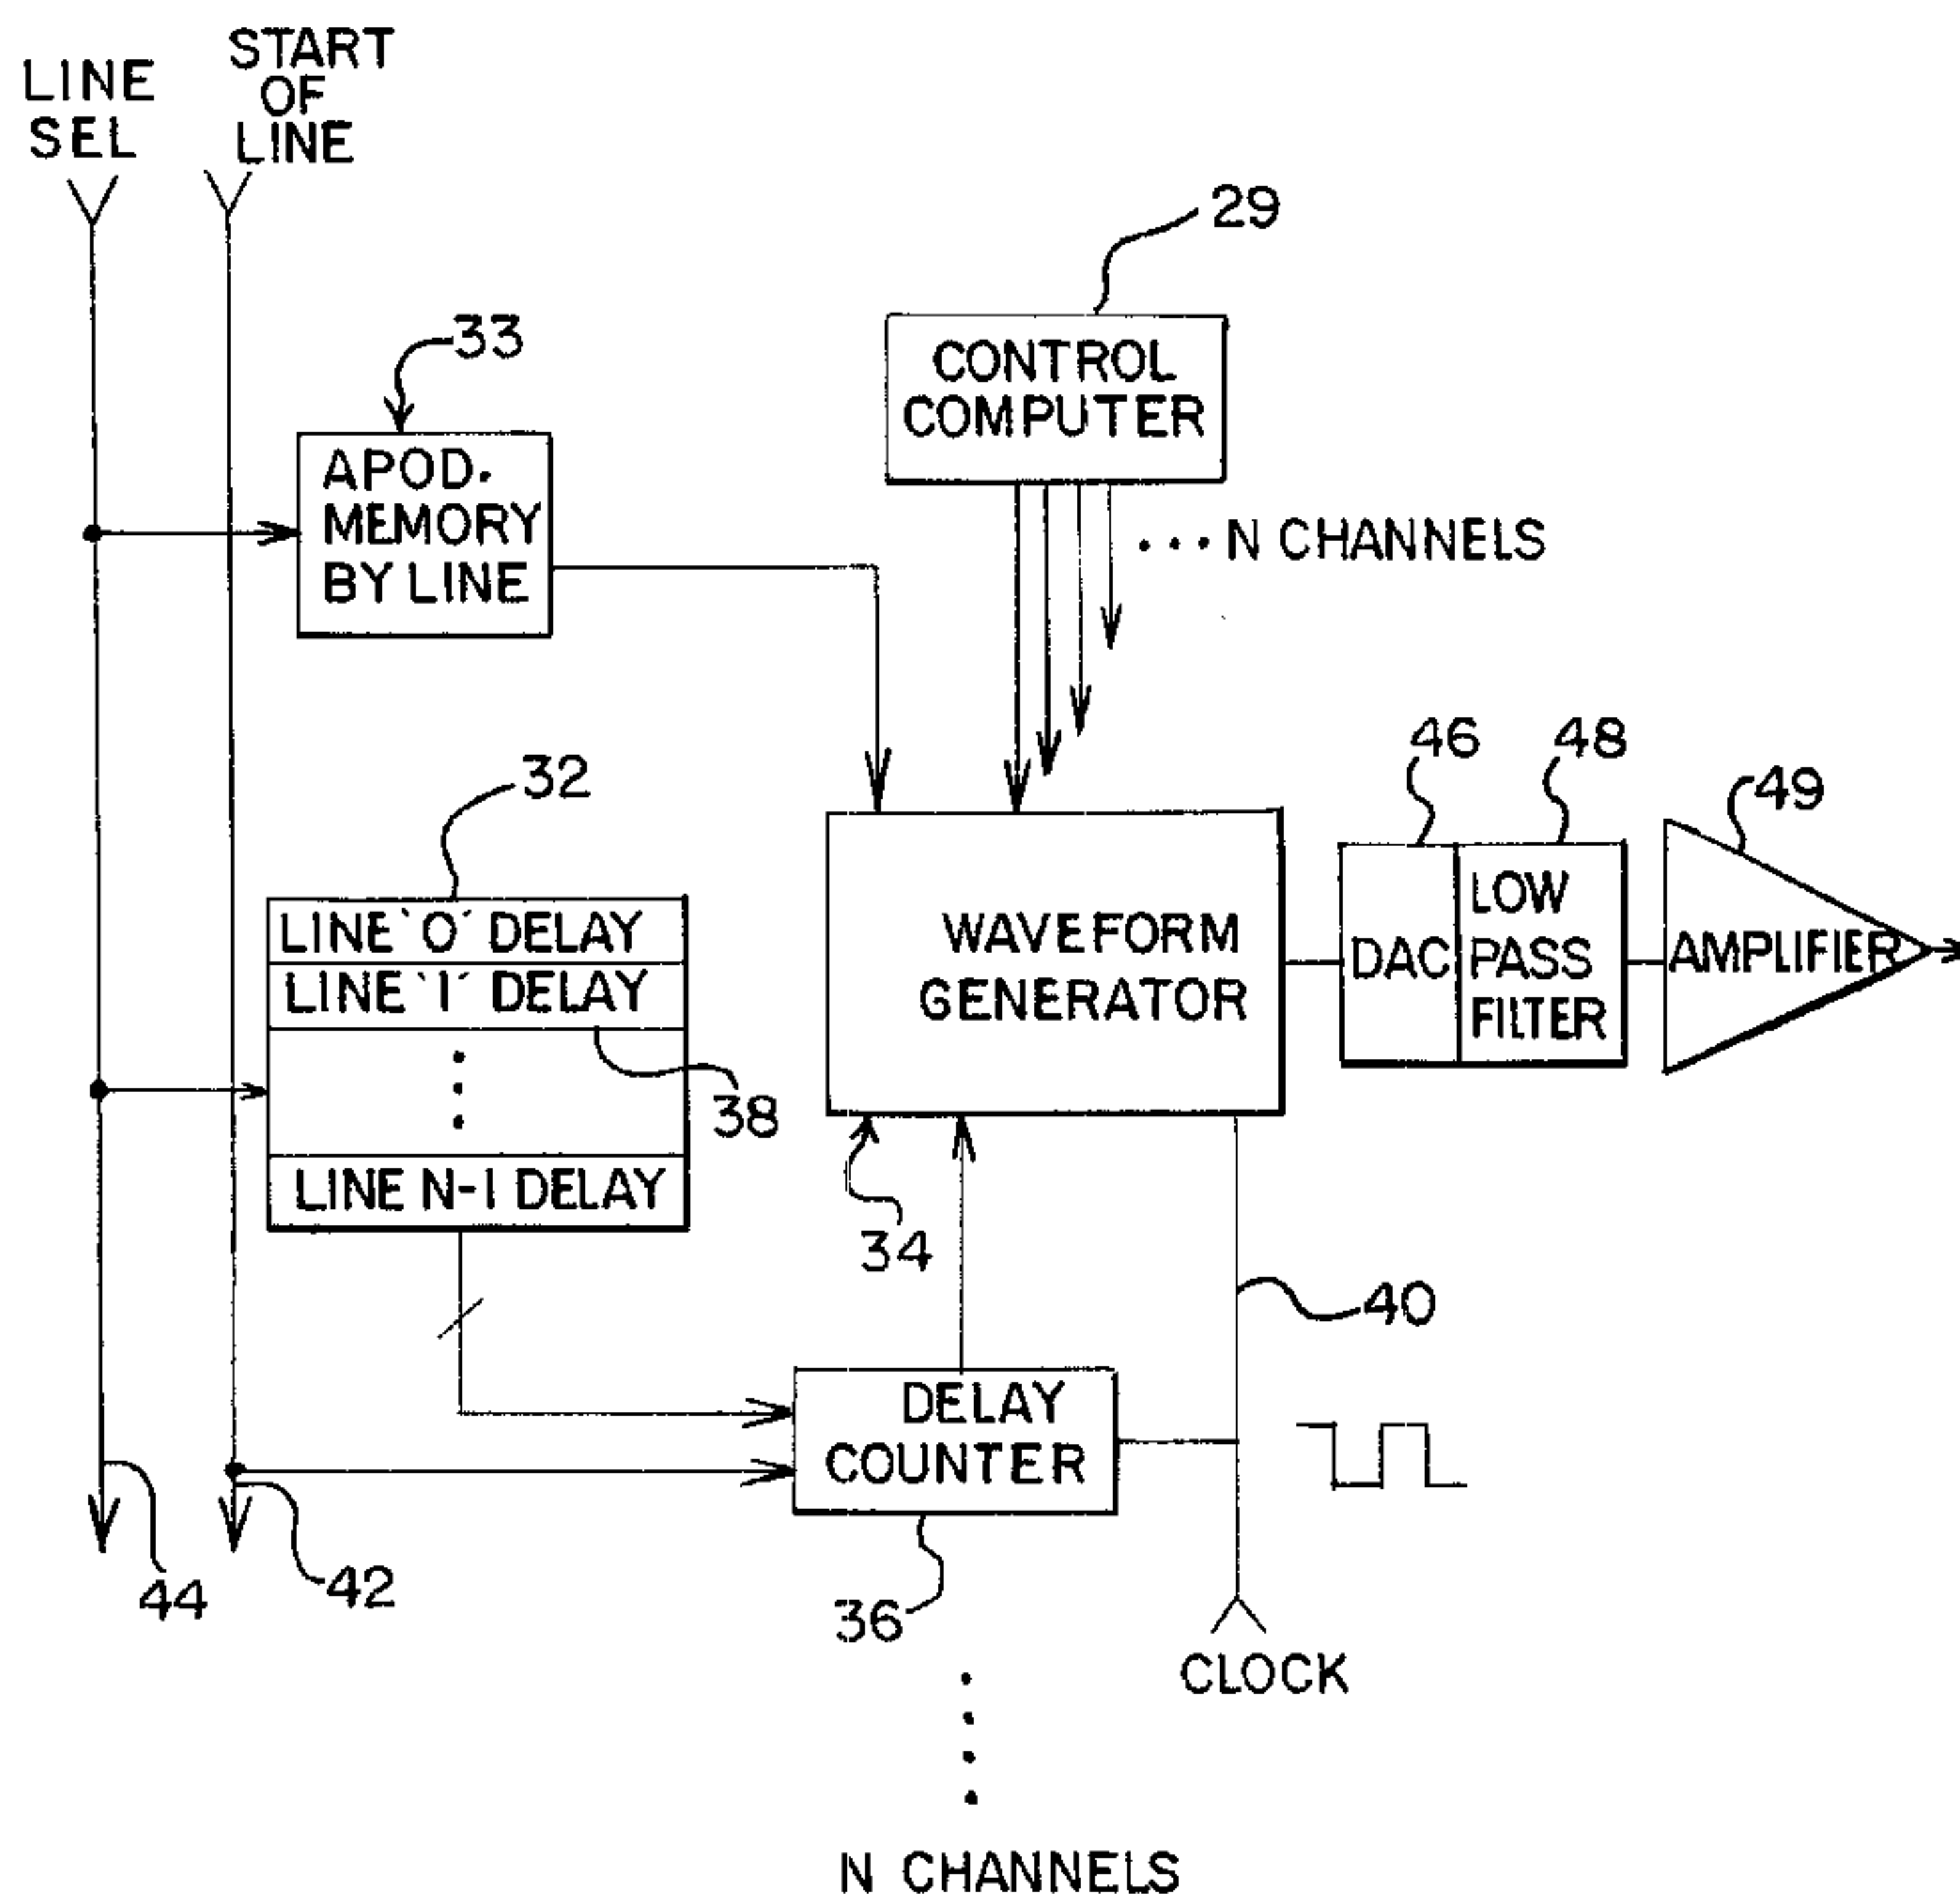 LINE
SEL
START
OF
LINE
29
33
CONTROL
COMPUTER
APOD.
MEMORY
BY LINE
... N CHANNELS
32
46
48
49
LINE 'O' DELAY
LINE '1' DELAY
38
LINE N-1 DELAY
WAVEFORM
GENERATOR
DAC
LOW
PASS
FILTER
AMPLIFIER
34
40
DELAY
COUNTER
44
42
36
CLOCK
N CHANNELS